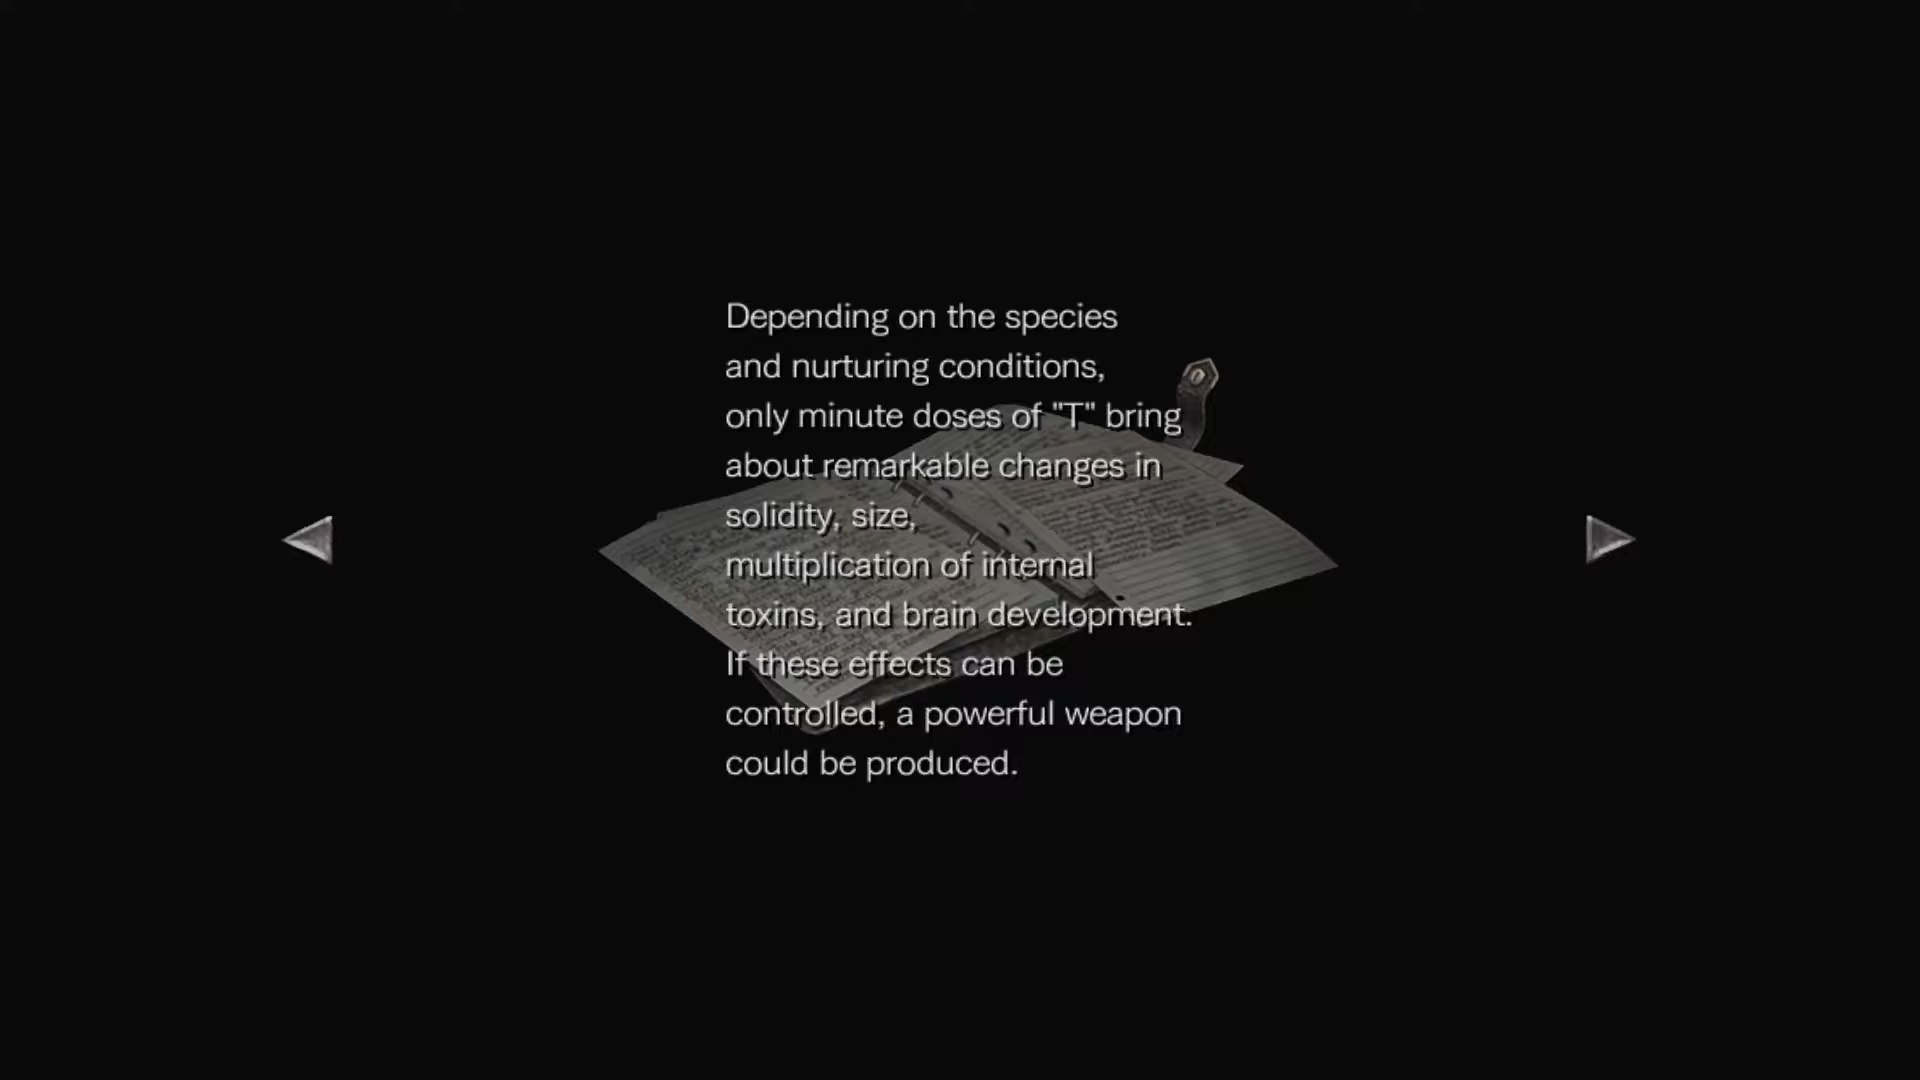 Depending on the species
and nurturing conditions,
only minute doses of "T" bring
about remarkable changes in
solidity, size,
multiplication of internal
toxins, and brain development.
If these effects can be
controlled, a powerful weapon
could be produced.